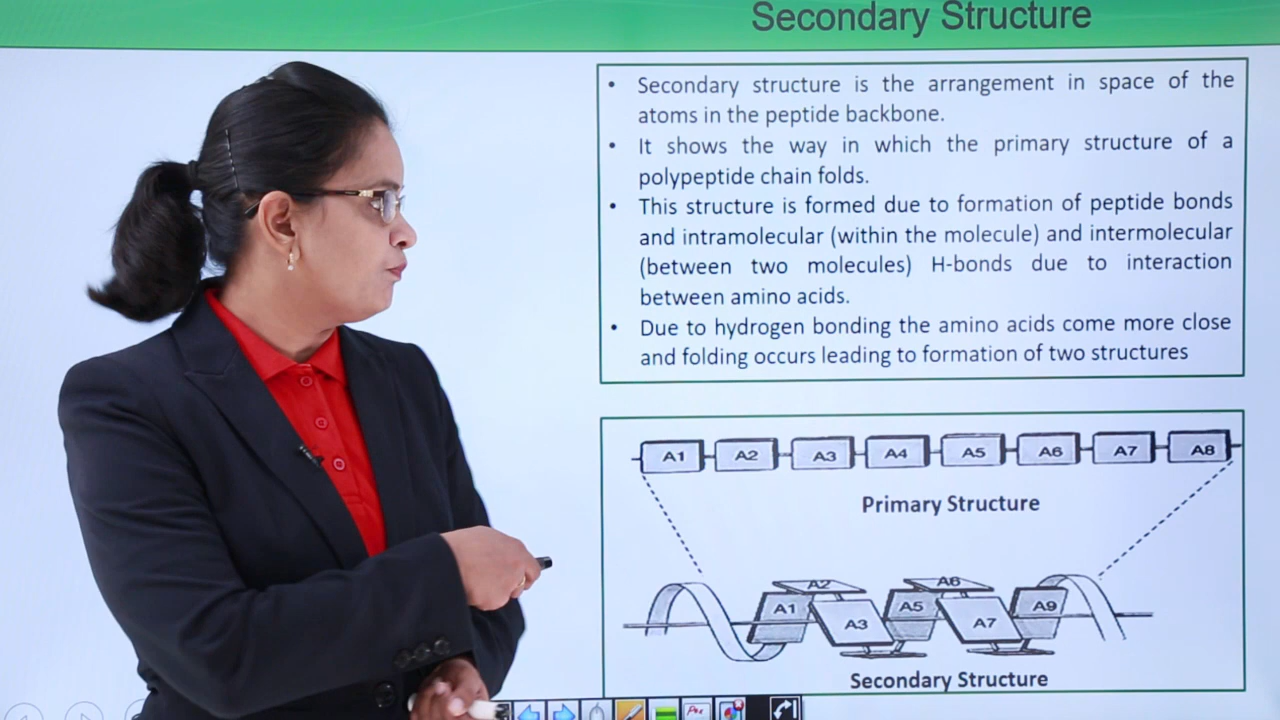 Secondary Structure
• Secondary structure is the arrangement in space of the
atoms in the peptide backbone.
• It shows the way in which the primary structure of a
polypeptide chain folds.
• This structure is formed due to formation of peptide bonds
and intramolecular (within the molecule) and intermolecular
(between two molecules) H-bonds due to interaction
between amino acids.
• Due to hydrogen bonding the amino acids come more close
and folding occurs leading to formation of two structures
A1 A2 A3 A4 A5 A6 A7 A8
Primary Structure
A2 A6
A1 A3 A5 A7 A9
Secondary Structure